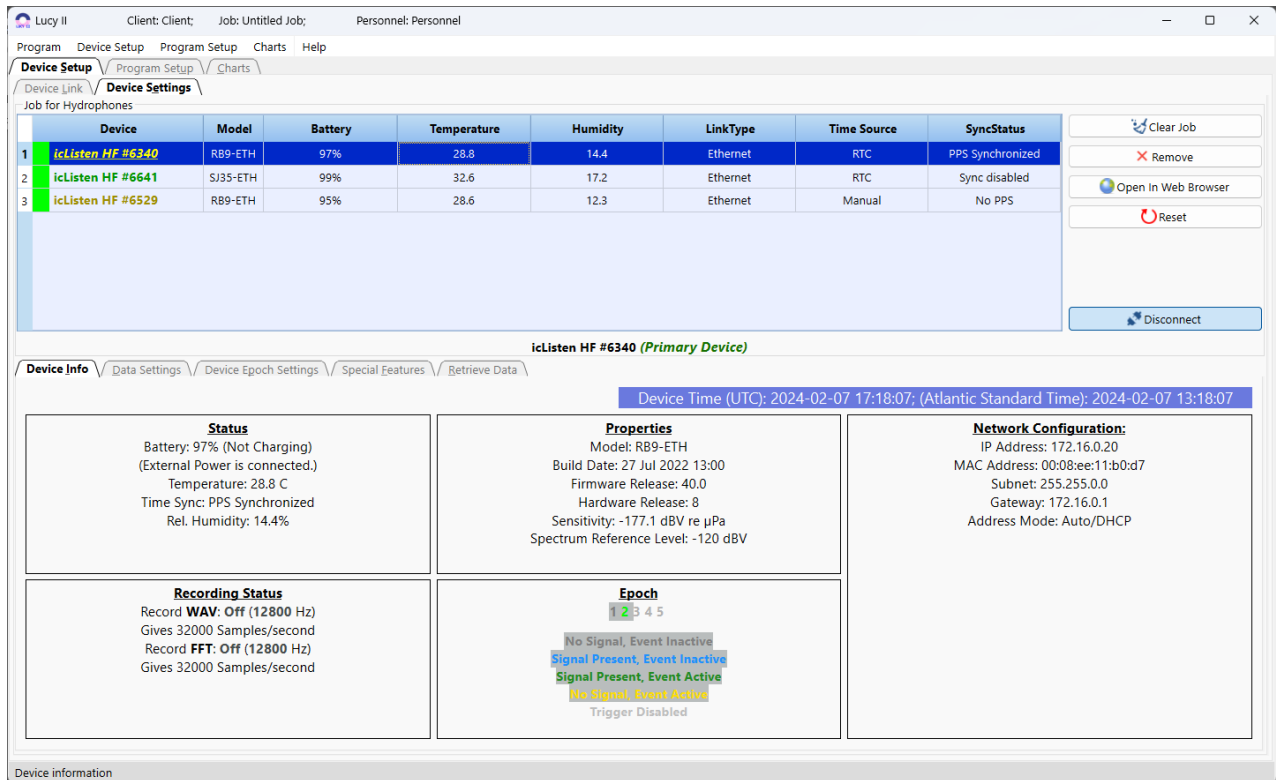 Lucy II Client: Client; Job: Untitled Job; Personnel: Personnel
Program Device Setup Program Setup Charts Help
Device Setup Program Setup Charts
Device Link Device Settings
Job for Hydrophones
Device Model Battery Temperature Humidity LinkType Time Source SyncStatus
1 icListen HF #6340 RB9-ETH 97% 28.8 14.4 Ethernet RTC PPS Synchronized
2 icListen HF #6641 SJ35-ETH 99% 32.6 17.2 Ethernet RTC Sync disabled
3 icListen HF #6529 RB9-ETH 95% 28.6 12.3 Ethernet Manual No PPS
Clear Job
Remove
Open In Web Browser
Reset
Disconnect
icListen HF #6340 (Primary Device)
Device Info Data Settings Device Epoch Settings Special Features Retrieve Data
Device Time (UTC): 2024-02-07 17:18:07; (Atlantic Standard Time): 2024-02-07 13:18:07
Status
Battery: 97% (Not Charging)
(External Power is connected.)
Temperature: 28.8 C
Time Sync: PPS Synchronized
Rel. Humidity: 14.4%
Properties
Model: RB9-ETH
Build Date: 27 Jul 2022 13:00
Firmware Release: 40.0
Hardware Release: 8
Sensitivity: -177.1 dBV re μPa
Spectrum Reference Level: -120 dBV
Network Configuration:
IP Address: 172.16.0.20
MAC Address: 00:08:ee:11:b0:d7
Subnet: 255.255.0.0
Gateway: 172.16.0.1
Address Mode: Auto/DHCP
Recording Status
Record WAV: Off (12800 Hz)
Gives 32000 Samples/second
Record FFT: Off (12800 Hz)
Gives 32000 Samples/second
Epoch
1 2 3 4 5
No Signal, Event Inactive
Signal Present, Event Inactive
Signal Present, Event Active
No Signal, Event Active
Trigger Disabled
Device information